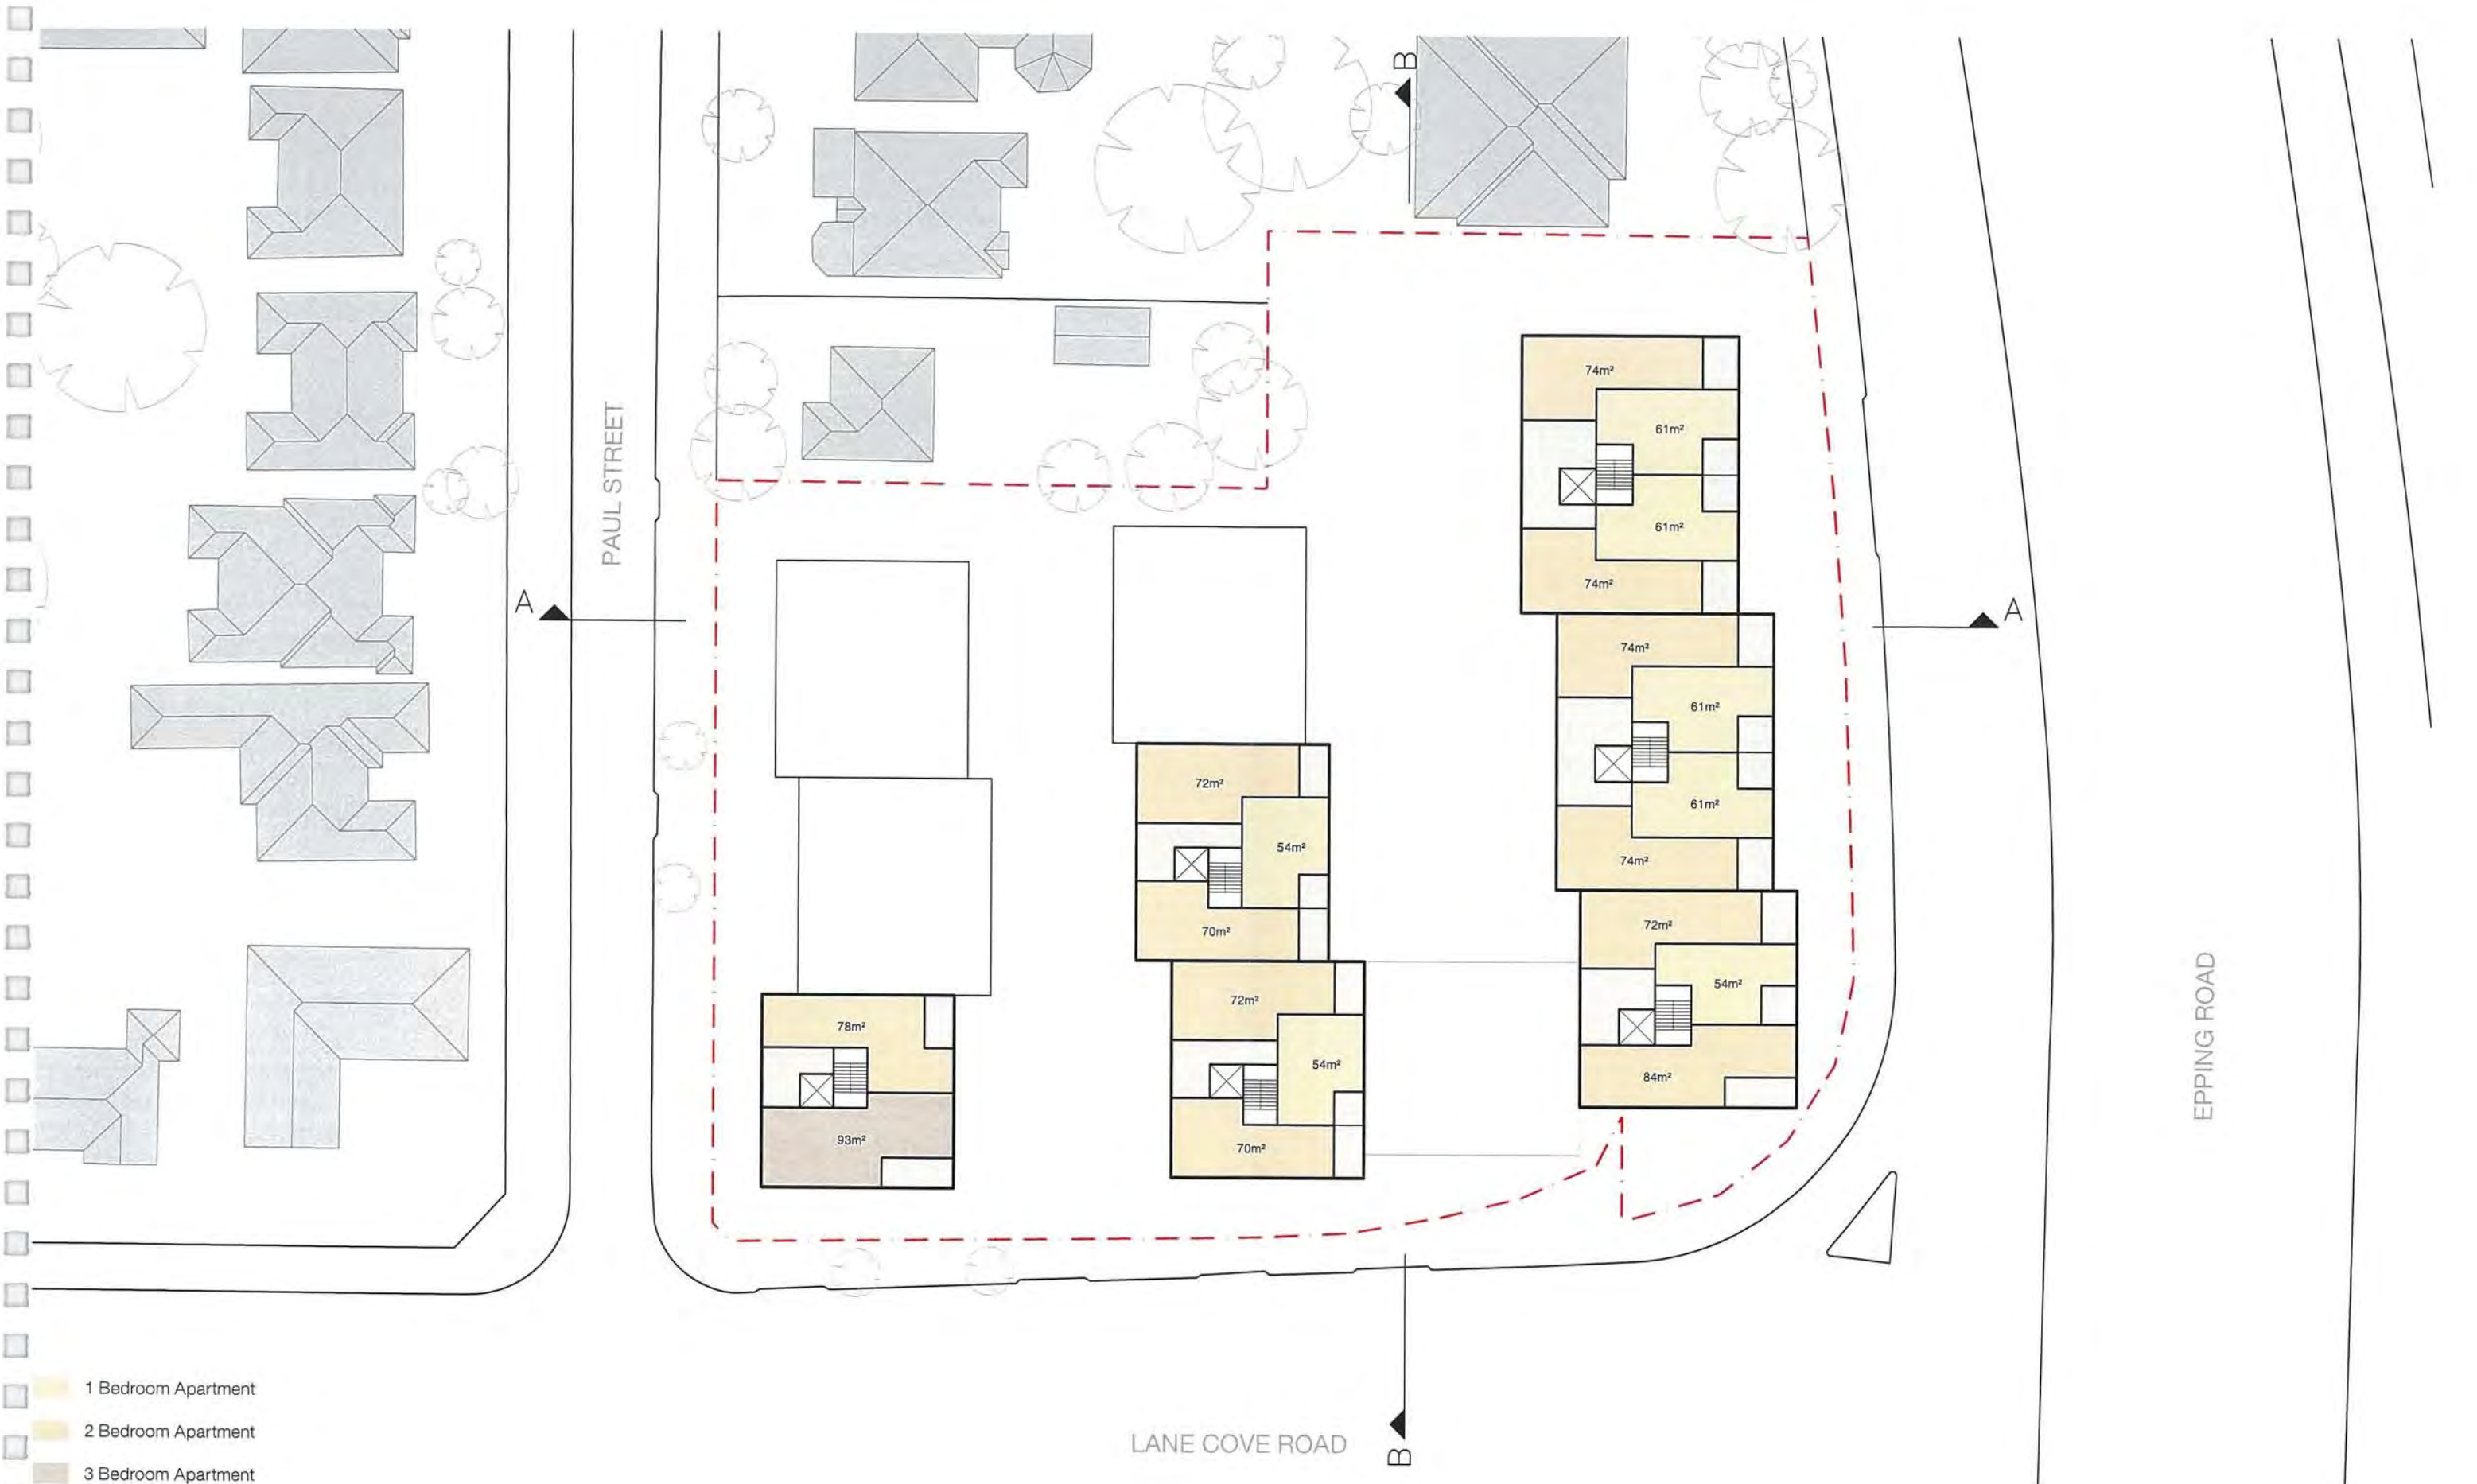 B
74m²
61m²
PAUL STREET
61m²
74m²
A
A
74m²
61m²
72m²
61m²
54m²
74m²
70m²
72m²
54m²
EPPING ROAD
72m²
78m²
54m²
84m²
93m²
70m²
1 Bedroom Apartment
2 Bedroom Apartment
LANE COVE ROAD
B
3 Bedroom Apartment